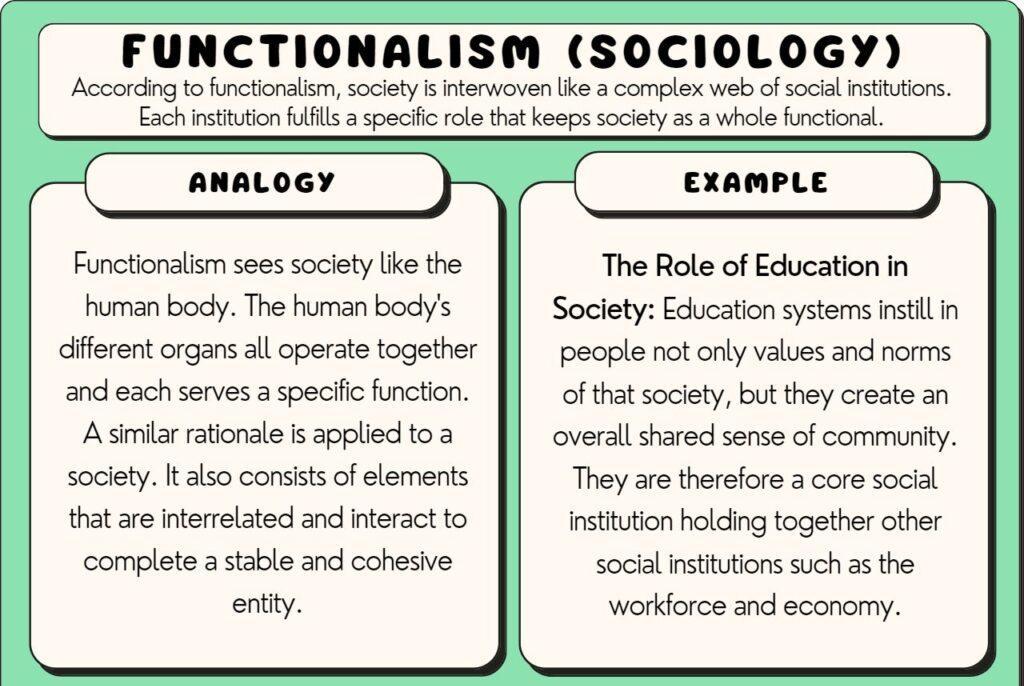 FUNCTIONALISM (SOCIOLOGY)
According to functionalism, society is interwoven like a complex web of social institutions.
Each institution fulfills a specific role that keeps society as a whole functional.
ANALOGY
Functionalism sees society like the
human body. The human body's
different organs all operate together
and each serves a specific function.
A similar rationale is applied to a
society. It also consists of elements
that are interrelated and interact to
complete a stable and cohesive
entity.
EXAMPLE
The Role of Education in
Society: Education systems instill in
people not only values and norms
of that society, but they create an
overall shared sense of community.
They are therefore a core social
institution holding together other
social institutions such as the
workforce and economy.